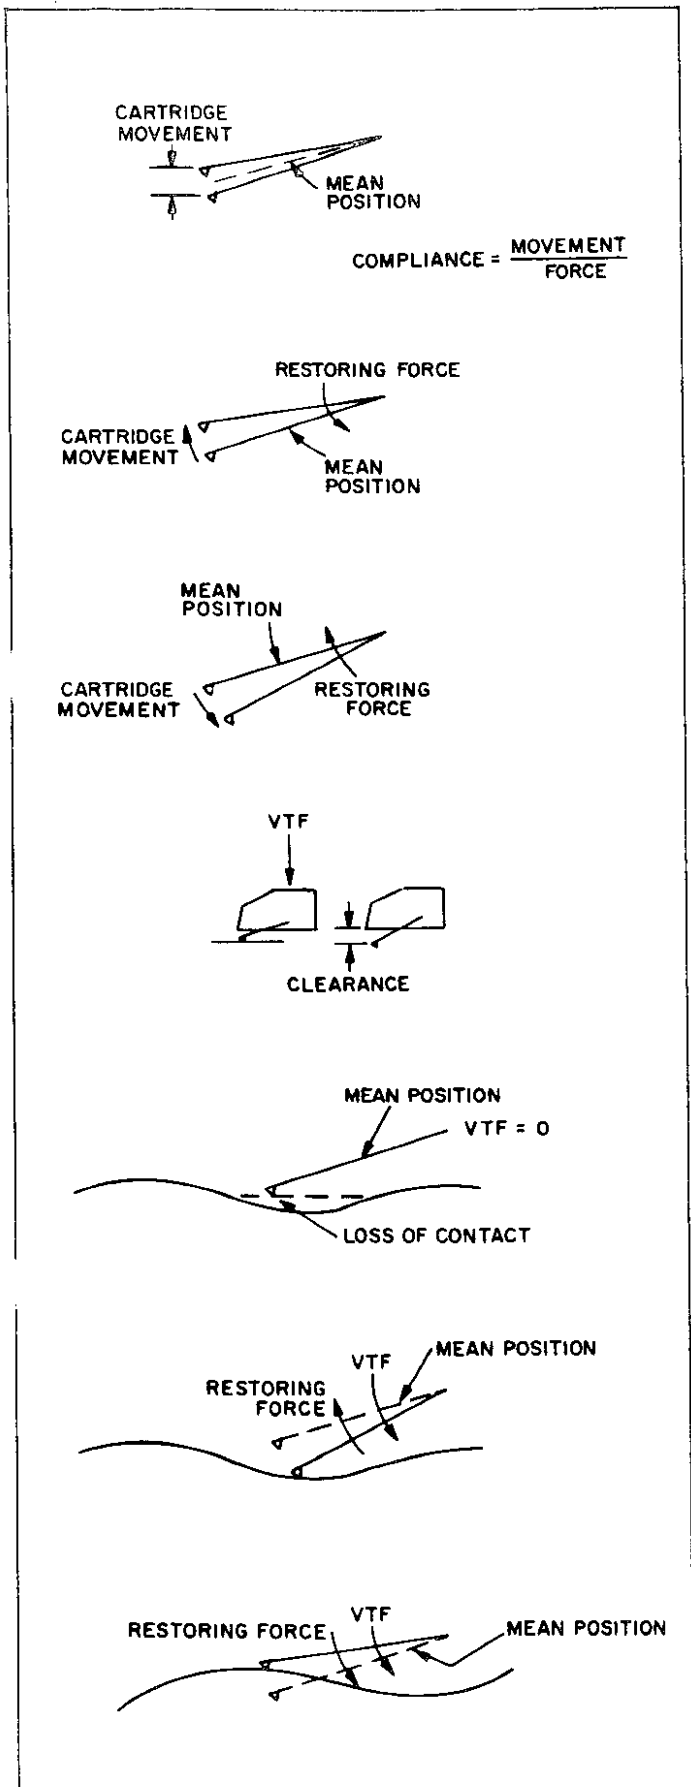 CARTRIDGE
MOVEMENT
MEAN
POSITION
COMPLIANCE = MOVEMENT
FORCE
RESTORING FORCE
CARTRIDGE
MOVEMENT
MEAN
POSITION
MEAN
POSITION
CARTRIDGE
MOVEMENT
RESTORING
FORCE
VTF
CLEARANCE
MEAN POSITION
VTF = 0
LOSS OF CONTACT
MEAN POSITION
VTF
RESTORING
FORCE
VTF
RESTORING FORCE
MEAN POSITION